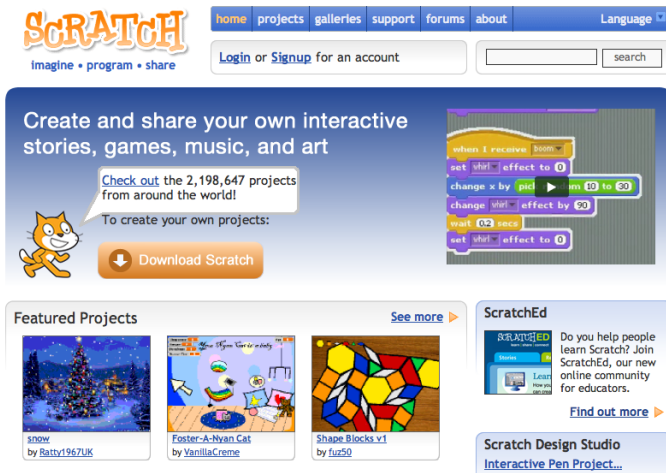 SCRATCH
imagine • program • share
home projects galleries support forums about Language
Login or Signup for an account
search
Create and share your own interactive
stories, games, music, and art
Check out the 2,198,647 projects
from around the world!
To create your own projects:
Download Scratch
when I receive boom
set whirl effect to 0
change x by 10 to 30
change whirl effect by 90
wait 0.2 secs
set whirl effect to 0
Featured Projects
See more
snow
by Ratty1967UK
Foster-A-Nyan Cat
by VanillaCreme
Shape Blocks v1
by fuz50
ScratchEd
SCRATCHED
Stories
Learn
Do you help people
learn Scratch? Join
ScratchEd, our new
online community
for educators.
Find out more
Scratch Design Studio
Interactive Pen Project...